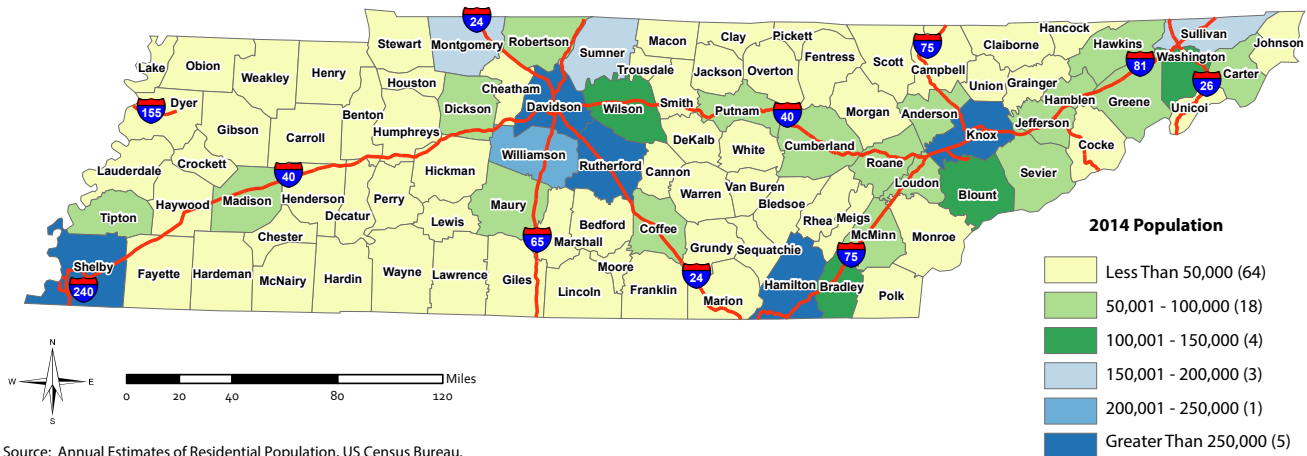 24
Stewart
Montgomery
Robertson
Sumner
Macon
Clay
Pickett
Hancock
Sullivan
Johnson
Lake
Obion
Weakley
Henry
Houston
Cheatham
Trousdale
Jackson
Overton
Fentress
Scott
75
Campbell
Claiborne
Union
Grainger
Hawkins
81
Washington
Carter
26
155
Dyer
Gibson
Carroll
Benton
Humphreys
Dickson
Davidson
Wilson
Smith
Putnam
40
Morgan
Anderson
Knox
Jefferson
Hamblen
Greene
Unicoi
Lauderdale
Crockett
Haywood
Madison
40
Henderson
Decatur
Perry
Hickman
Williamson
Rutherford
Cannon
DeKalb
White
Cumberland
Roane
Loudon
Blount
Sevier
Cocke
Tipton
Chester
Lewis
Maury
65
Marshall
Bedford
Coffee
Warren
Van Buren
Bledsoe
Rhea
Meigs
McMinn
Monroe
Shelby
240
Fayette
Hardeman
McNairy
Hardin
Wayne
Lawrence
Giles
Lincoln
Moore
Franklin
Grundy
Sequatchie
24
Marion
Hamilton
Bradley
75
Polk
2014 Population
Less Than 50,000 (64)
50,001 - 100,000 (18)
100,001 - 150,000 (4)
150,001 - 200,000 (3)
200,001 - 250,000 (1)
Greater Than 250,000 (5)
N
W E
S
Miles
0 20 40 80 120
Source: Annual Estimates of Residential Population, US Census Bureau.